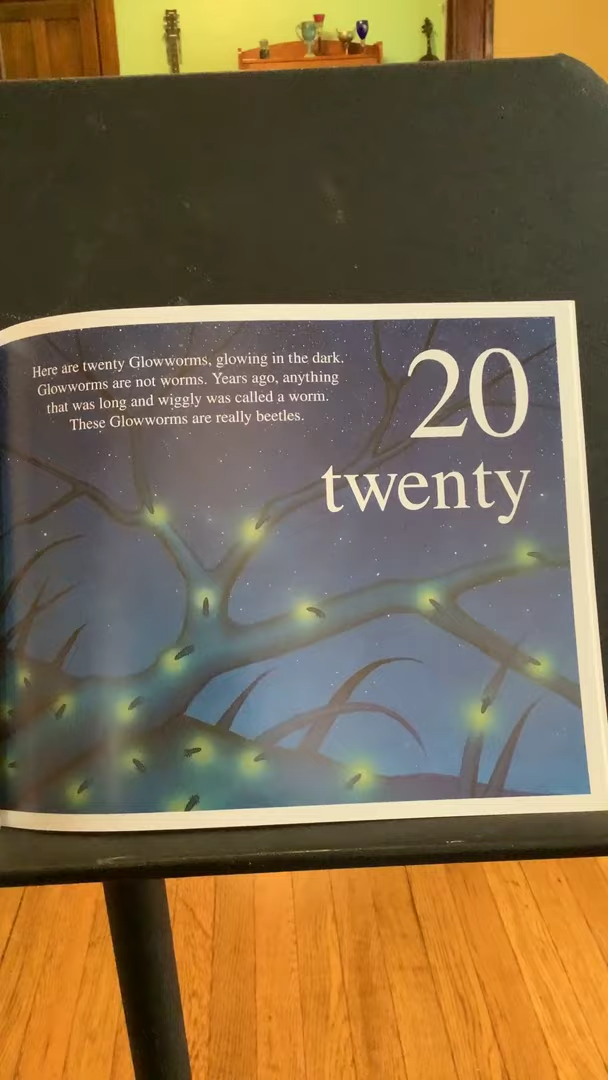 Here are twenty Glowworms, glowing in the dark.
Glowworms are not worms. Years ago, anything
that was long and wiggly was called a worm.
These Glowworms are really beetles.
20
twenty